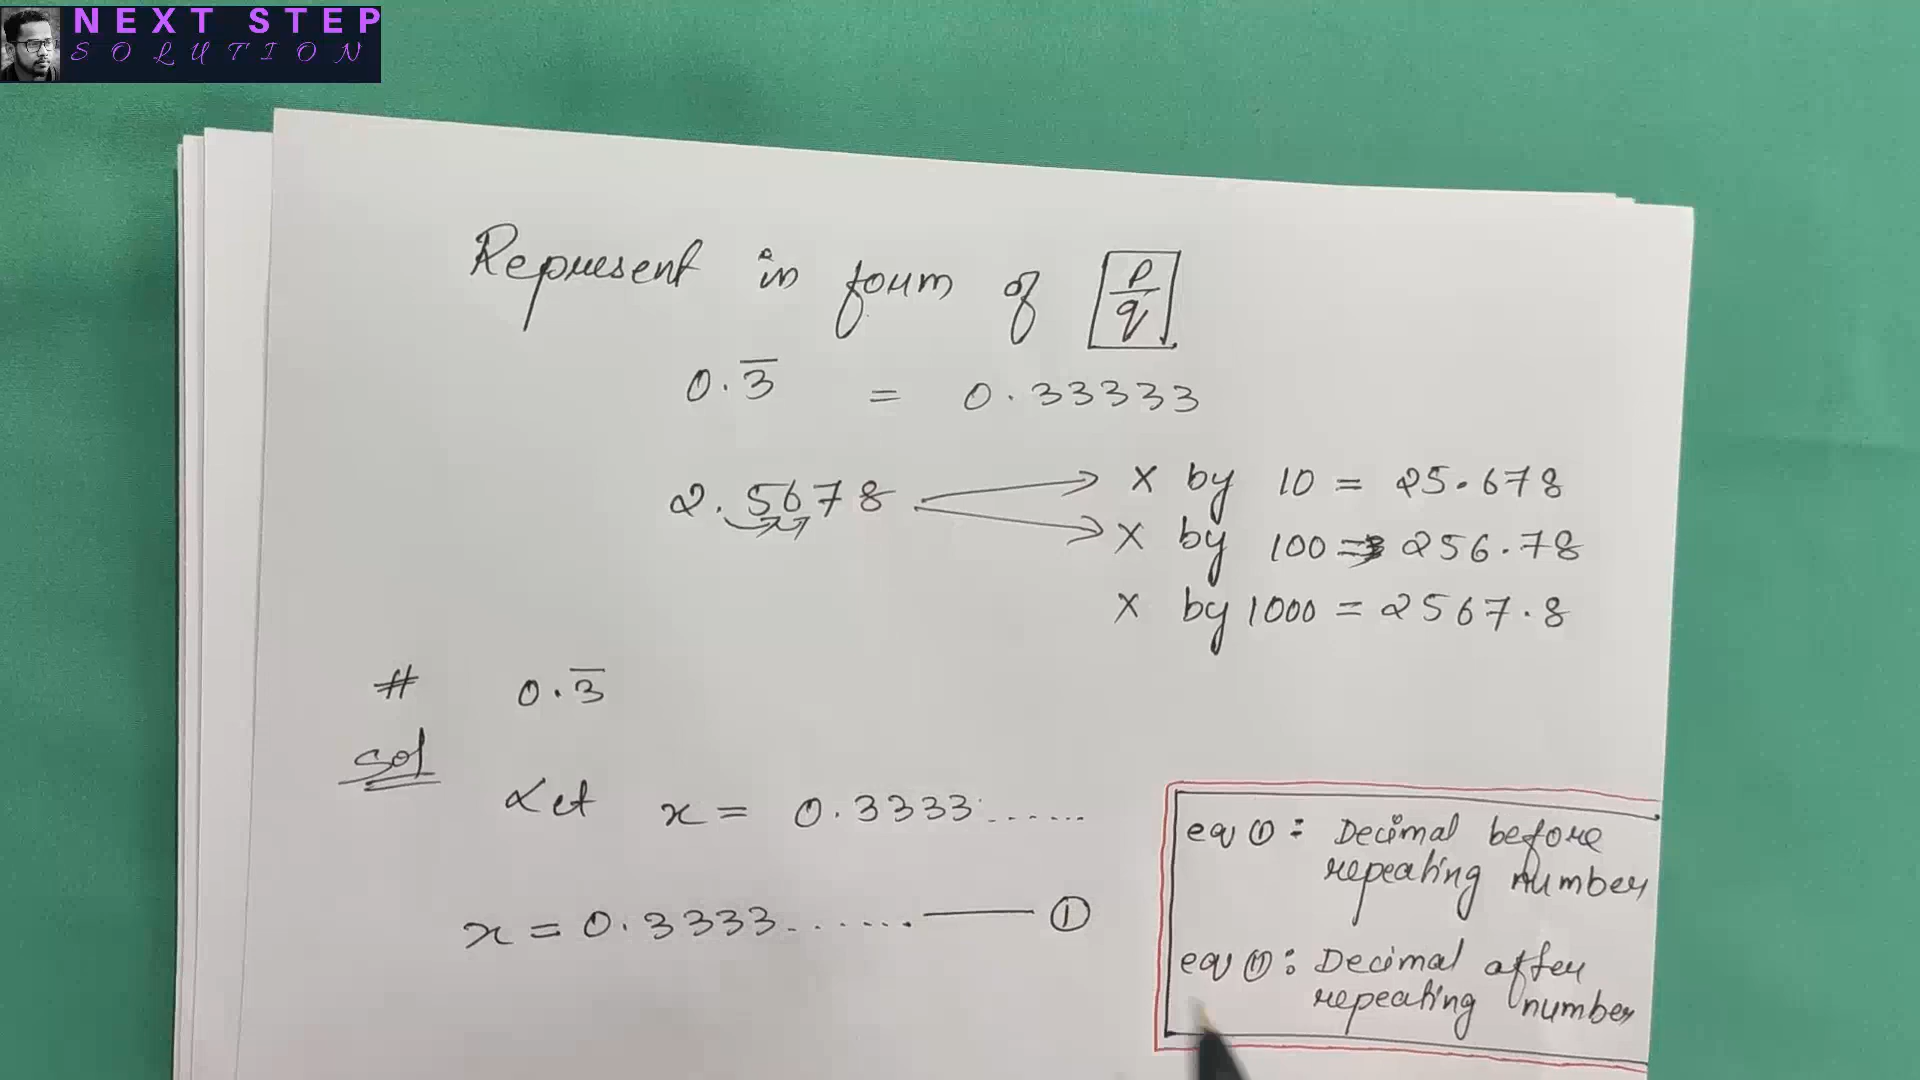 NEXT STEP
SOLUTION
Represent in form of p/q
0.3̅ = 0.33333
2.5678
X by 10 = 25.678
X by 100 = 256.78
X by 1000 = 2567.8
# 0.3̅
Sol
Let x = 0.3333......
x = 0.3333....... ①
eq ①: Decimal before
repeating number
eq ⑪: Decimal after
repeating number